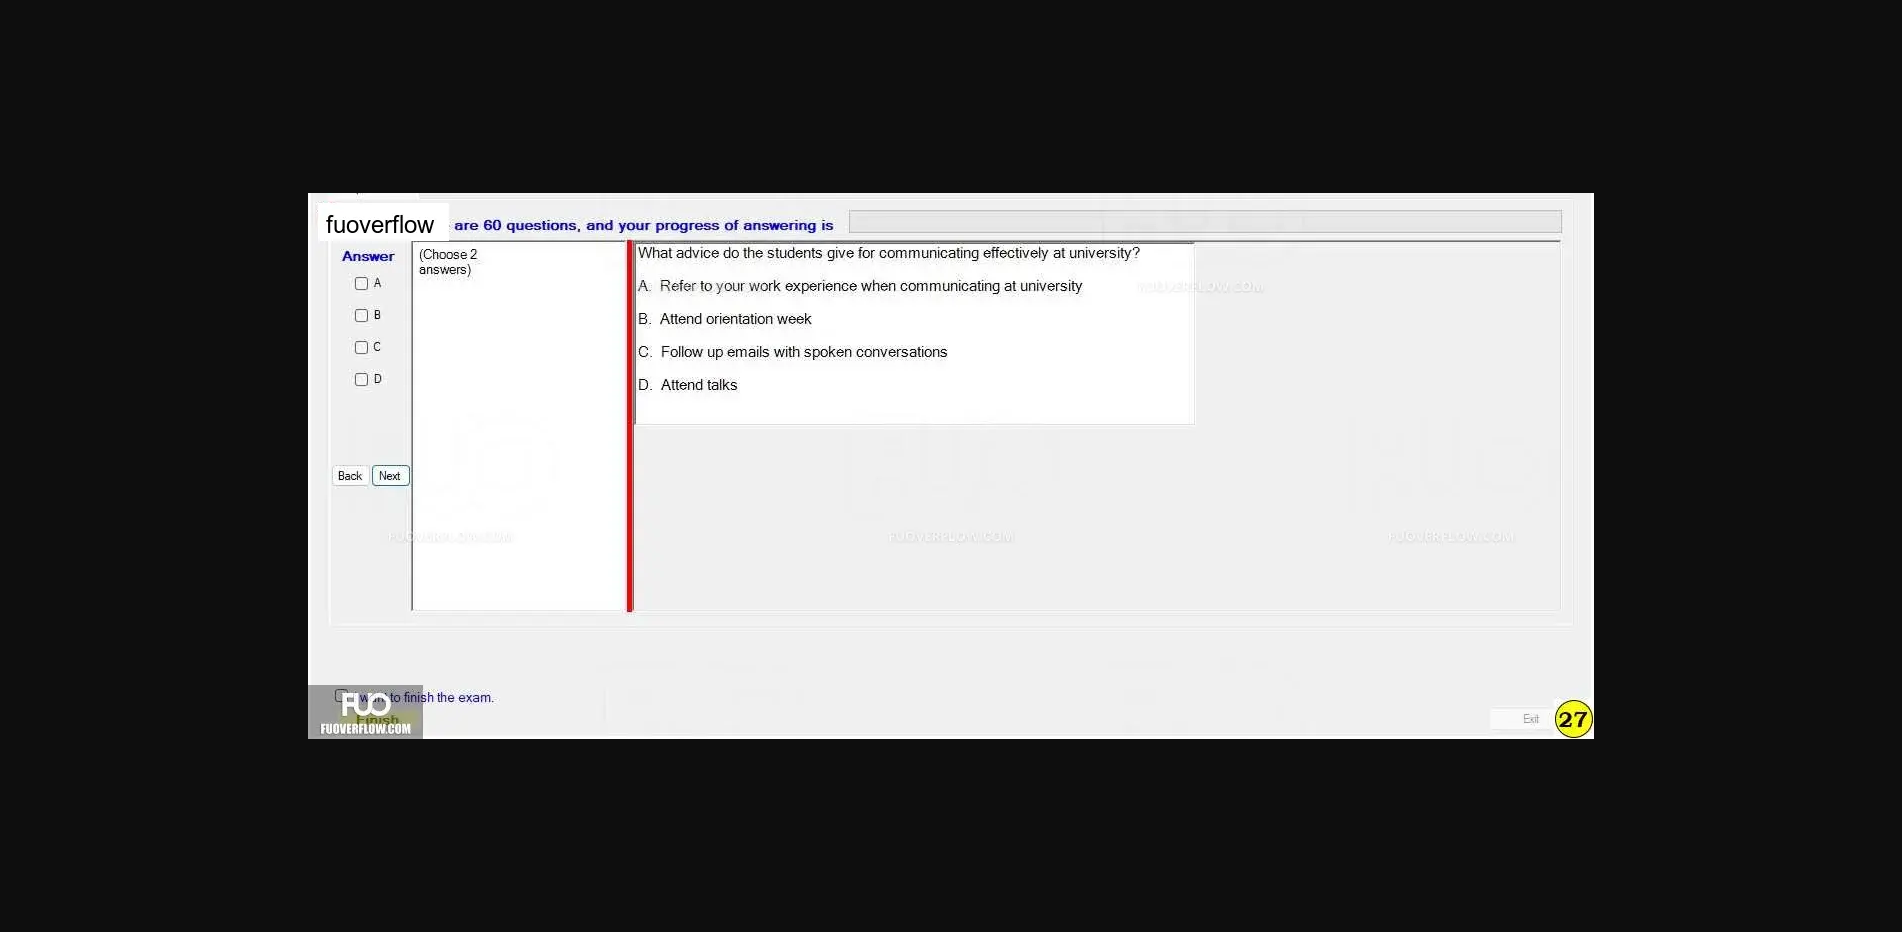 fuoverflow are 60 questions, and your progress of answering is
Answer
A
B
C
D
Back Next
(Choose 2
answers)
What advice do the students give for communicating effectively at university?
A. Refer to your work experience when communicating at university
B. Attend orientation week
C. Follow up emails with spoken conversations
D. Attend talks
FUOVERFLOW.COM
FUOVERFLOW.COM
FUOVERFLOW.COM
FUOVERFLOW.COM
I want to finish the exam.
FUO
Finish
FUOVERFLOW.COM
Exit
27